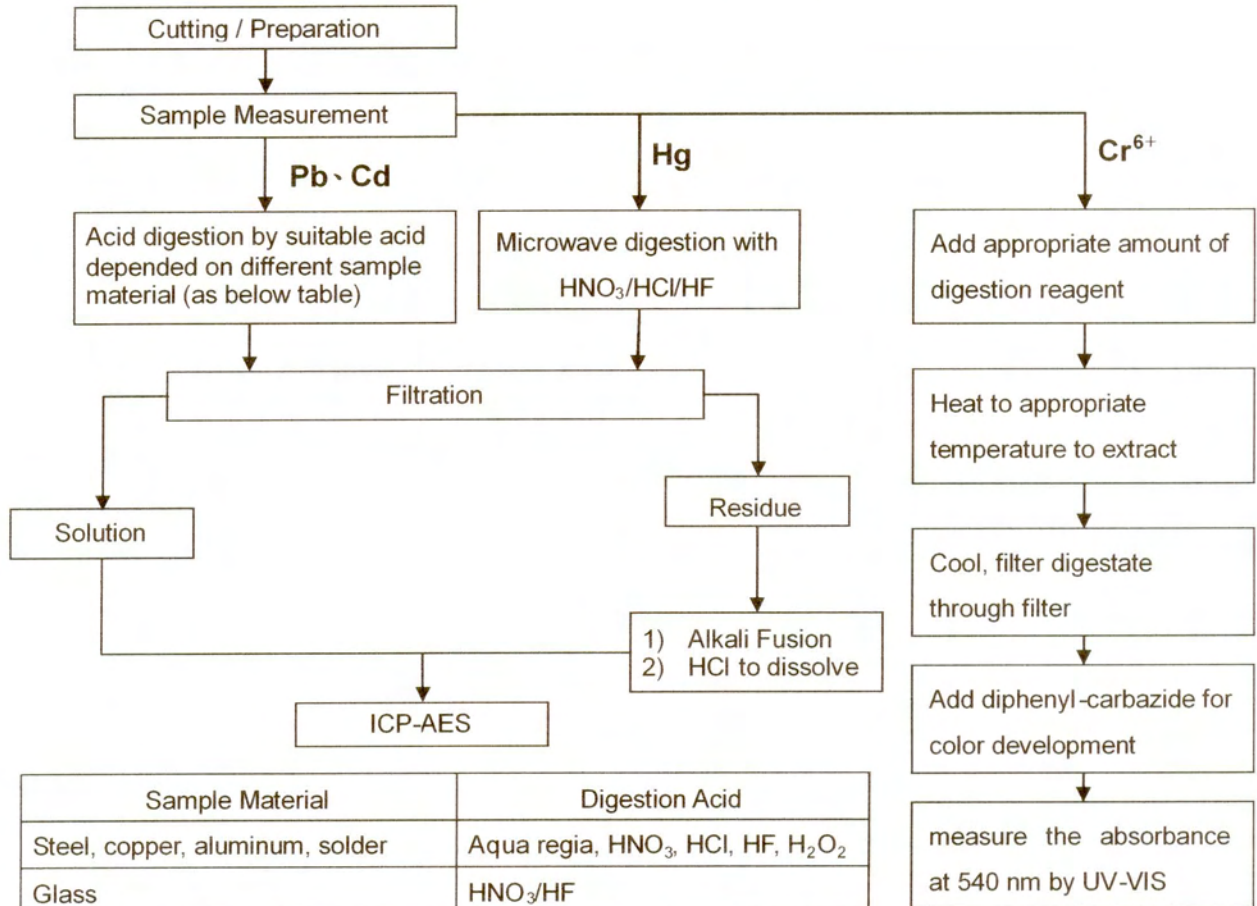 Cutting / Preparation
Sample Measurement
Pb、Cd
Hg
Cr⁶⁺
Acid digestion by suitable acid
depended on different sample
material (as below table)
Microwave digestion with
HNO₃/HCl/HF
Add appropriate amount of
digestion reagent
Filtration
Heat to appropriate
temperature to extract
Solution
Residue
Cool, filter digestate
through filter
1) Alkali Fusion
2) HCl to dissolve
ICP-AES
Add diphenyl-carbazide for
color development
measure the absorbance
at 540 nm by UV-VIS
Sample Material Digestion Acid
Steel, copper, aluminum, solder Aqua regia, HNO₃, HCl, HF, H₂O₂
Glass HNO₃/HF